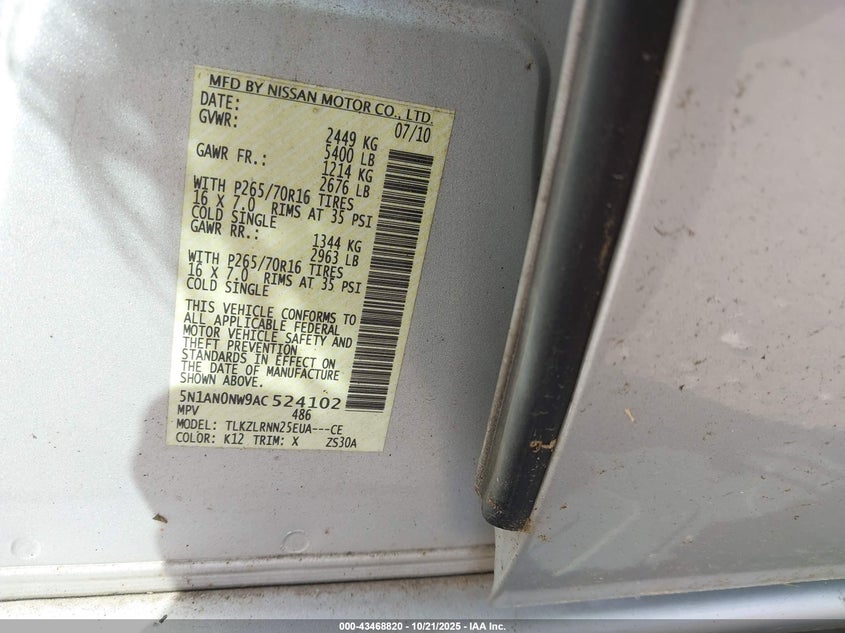 MFD BY NISSAN MOTOR CO., LTD.
DATE: 07/10
GVWR: 2449 KG
5400 LB
GAWR FR.: 1214 KG
2676 LB
WITH P265/70R16 TIRES
16 X 7.0 RIMS AT 35 PSI
COLD SINGLE
GAWR RR.: 1344 KG
2963 LB
WITH P265/70R16 TIRES
16 X 7.0 RIMS AT 35 PSI
COLD SINGLE
THIS VEHICLE CONFORMS TO
ALL APPLICABLE FEDERAL
MOTOR VEHICLE SAFETY AND
THEFT PREVENTION
STANDARDS IN EFFECT ON
THE DATE OF MANUFACTURE
SHOWN ABOVE.
5N1AN0NW9AC 524102
MPV 486
MODEL: TLKZLRNN25EUA---CE
COLOR: K12 TRIM: X ZS30A
000-43468820 - 10/21/2025 - IAA Inc.